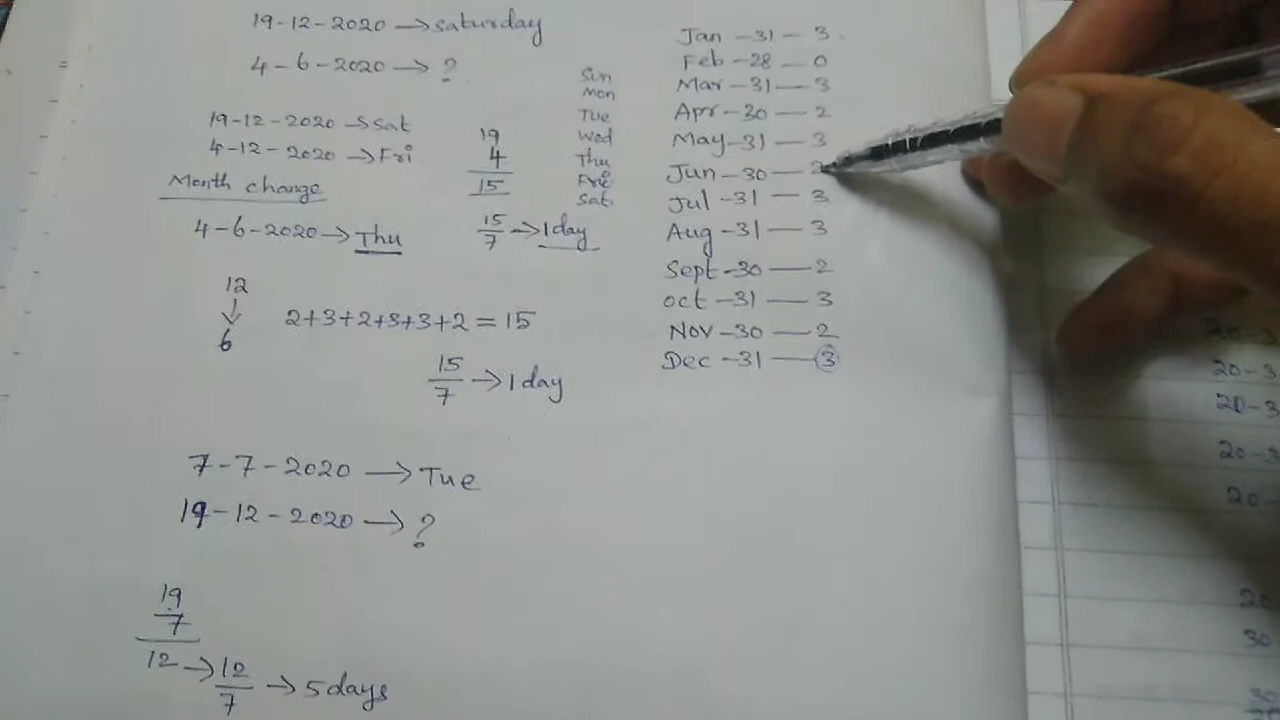 19-12-2020 → saturday
4-6-2020 → ?
19-12-2020 → Sat
4-12-2020 → Fri
Month change
4-6-2020 → Thu
19
4
15
15/7 → 1 day
Sun
Mon
Tue
Wed
Thu
Fri
Sat
12
↓
6
2+3+2+3+3+2 = 15
15/7 → 1 day
7-7-2020 → Tue
19-12-2020 → ?
19
7
12 → 12/7 → 5 days
Jan - 31 - 3
Feb - 28 - 0
Mar - 31 - 3
Apr - 30 - 2
May - 31 - 3
Jun - 30 - 2
Jul - 31 - 3
Aug - 31 - 3
Sept - 30 - 2
oct - 31 - 3
Nov - 30 - 2
Dec - 31 - 3